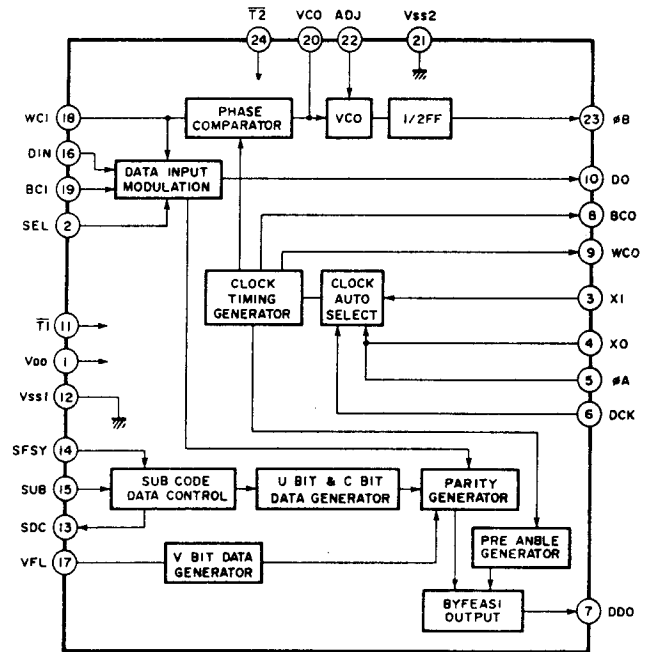 T2 VCO ADJ Vss2
24 20 22 21
WCI 18
PHASE
COMPARATOR
VCO
1/2FF
23 øB
DIN 16
DATA INPUT
MODULATION
10 DO
BCI 19
8 BCO
SEL 2
9 WCO
CLOCK
TIMING
GENERATOR
CLOCK
AUTO
SELECT
3 XI
T1 11
4 XO
VDD 1
5 øA
Vss1 12
6 DCK
SFSY 14
SUB 15
SUB CODE
DATA CONTROL
U BIT & C BIT
DATA GENERATOR
PARITY
GENERATOR
SDC 13
PRE ANBLE
GENERATOR
VFL 17
V BIT DATA
GENERATOR
BYFEASI
OUTPUT
7 DDO